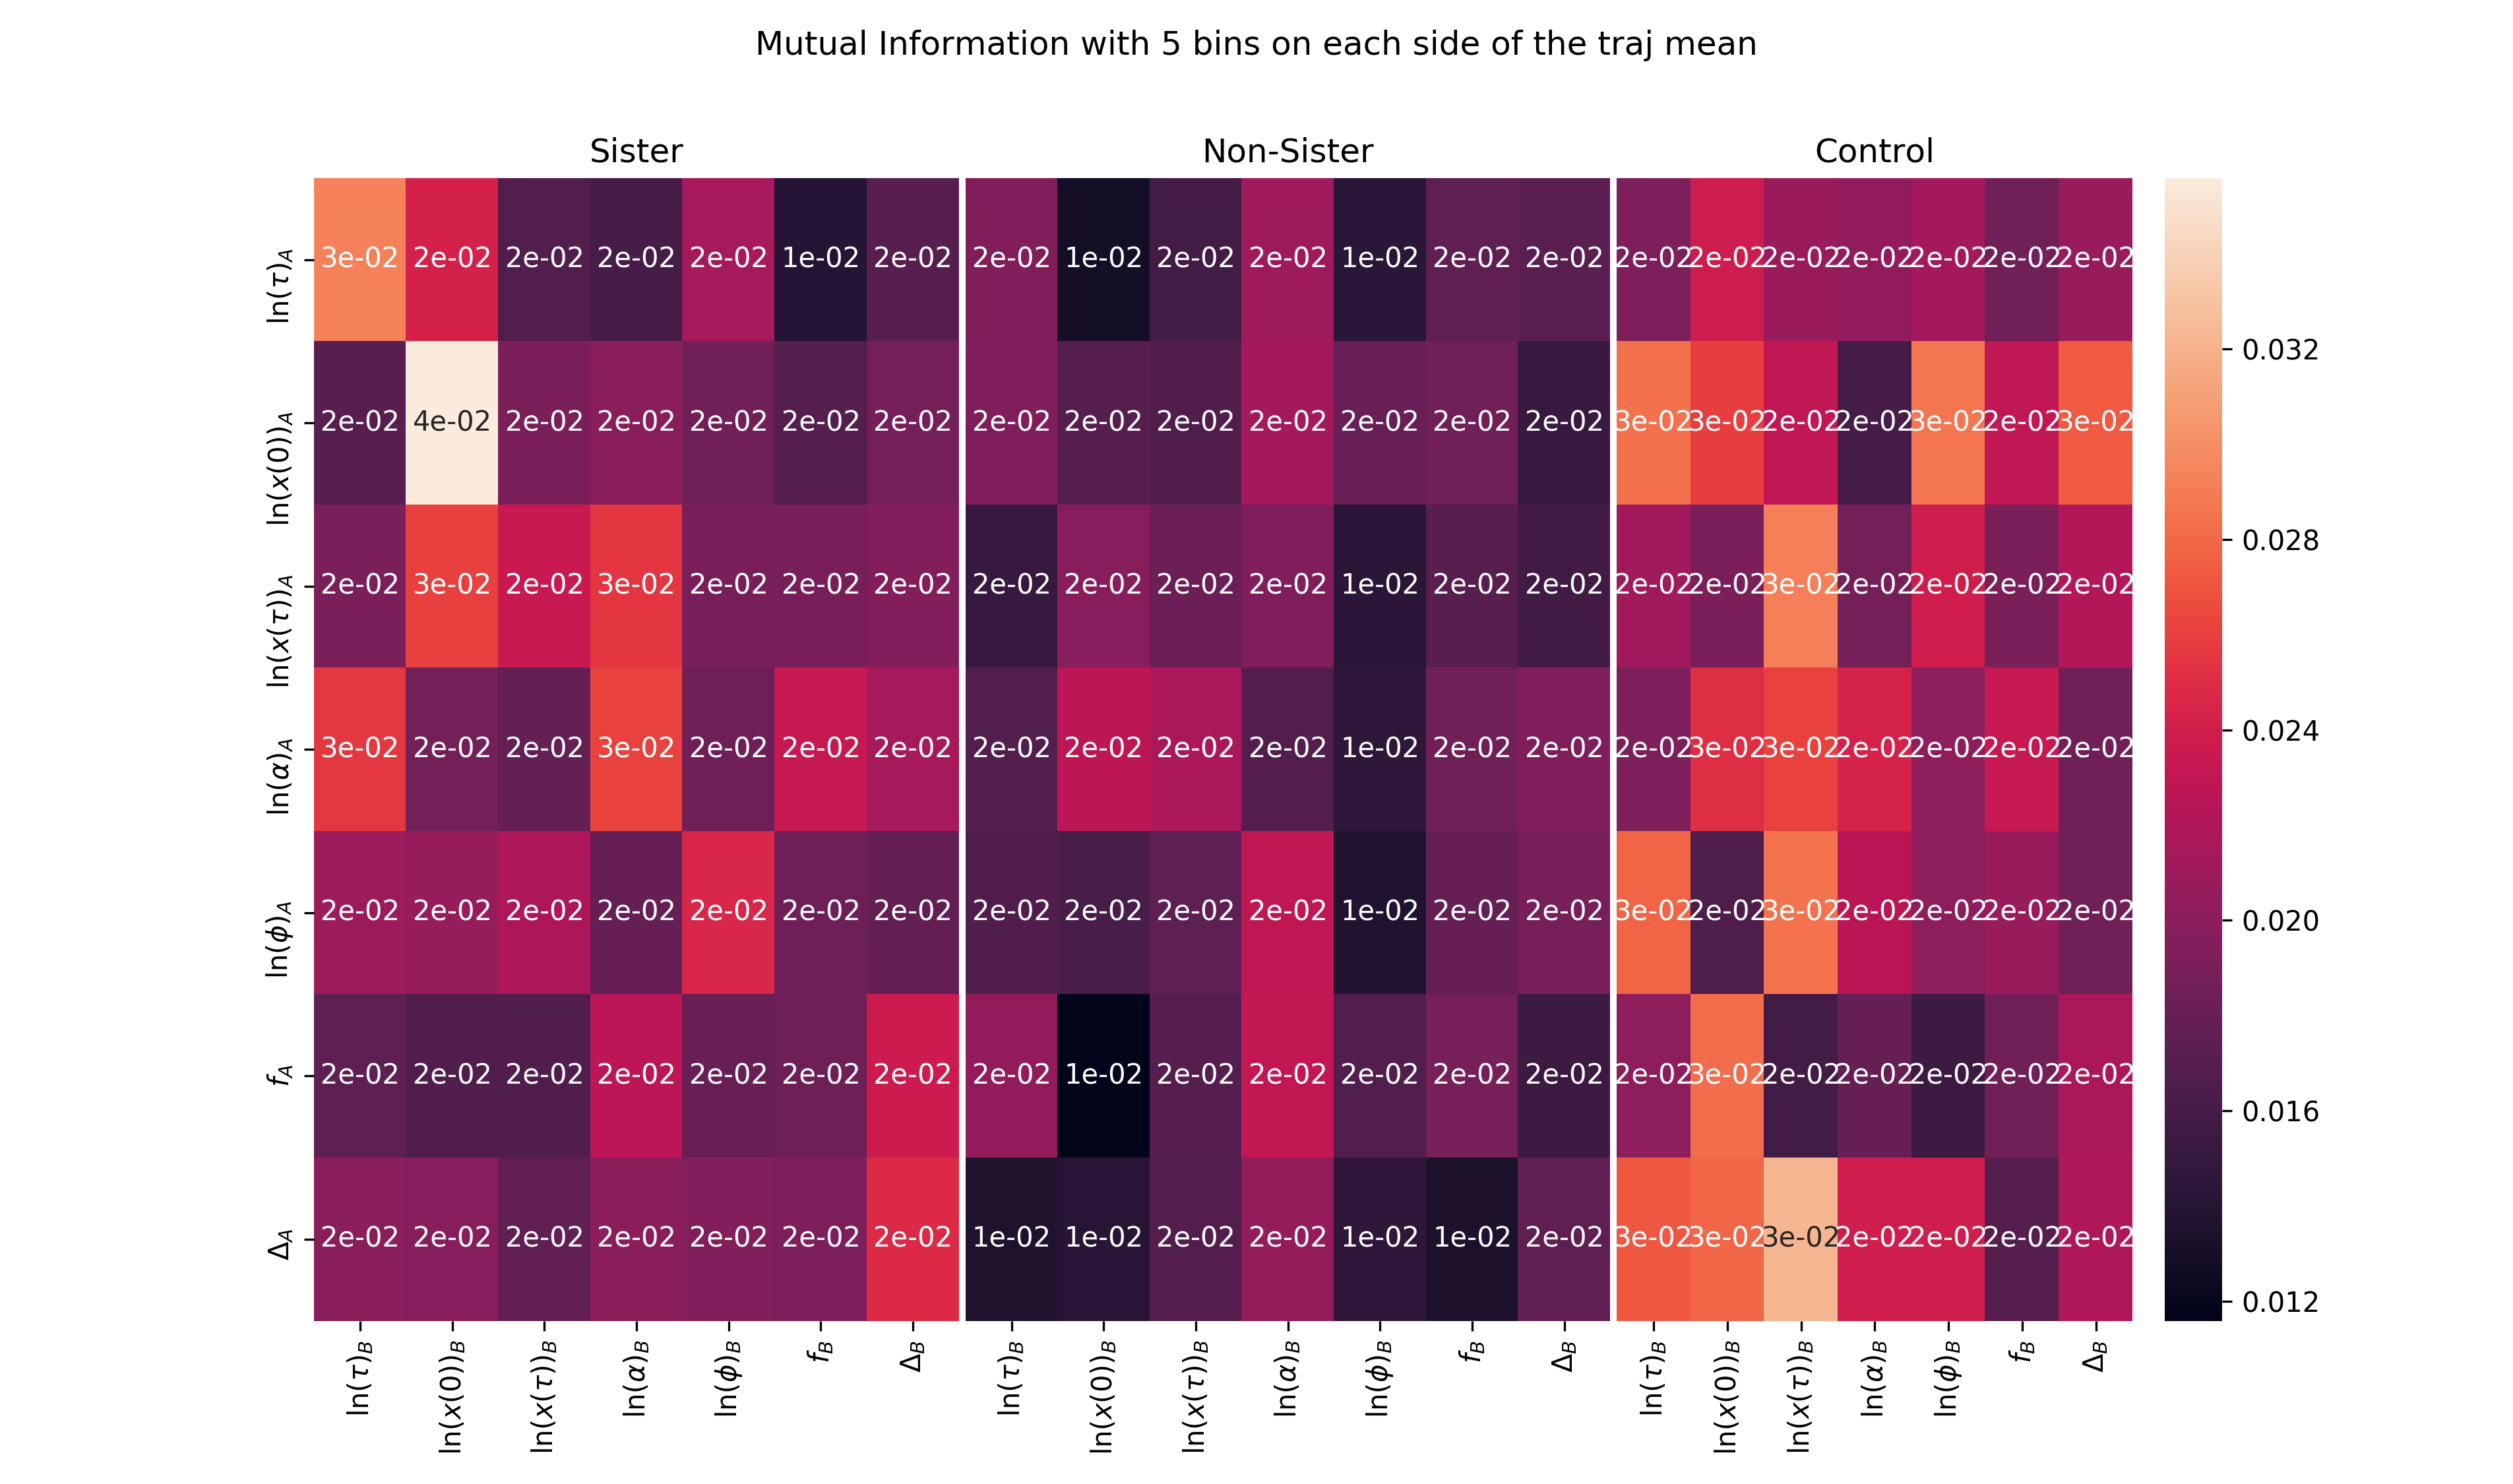 Mutual Information with 5 bins on each side of the traj mean
Sister Non-Sister Control
ln(τ)A 3e-02 2e-02 2e-02 2e-02 2e-02 1e-02 2e-02 2e-02 1e-02 2e-02 2e-02 1e-02 2e-02 2e-02 2e-02 2e-02 2e-02 2e-02 2e-02 2e-02 2e-02
0.032
ln(x(0))A 2e-02 4e-02 2e-02 2e-02 2e-02 2e-02 2e-02 2e-02 2e-02 2e-02 2e-02 2e-02 2e-02 2e-02 3e-02 3e-02 2e-02 2e-02 3e-02 2e-02 3e-02
0.028
ln(x(τ))A 2e-02 3e-02 2e-02 3e-02 2e-02 2e-02 2e-02 2e-02 2e-02 2e-02 2e-02 1e-02 2e-02 2e-02 2e-02 2e-02 3e-02 2e-02 2e-02 2e-02 2e-02
0.024
ln(α)A 3e-02 2e-02 2e-02 3e-02 2e-02 2e-02 2e-02 2e-02 2e-02 2e-02 2e-02 1e-02 2e-02 2e-02 2e-02 3e-02 3e-02 2e-02 2e-02 2e-02 2e-02
ln(ϕ)A 2e-02 2e-02 2e-02 2e-02 2e-02 2e-02 2e-02 2e-02 2e-02 2e-02 2e-02 1e-02 2e-02 2e-02 3e-02 2e-02 3e-02 2e-02 2e-02 2e-02 2e-02
0.020
fA 2e-02 2e-02 2e-02 2e-02 2e-02 2e-02 2e-02 2e-02 1e-02 2e-02 2e-02 2e-02 2e-02 2e-02 2e-02 3e-02 2e-02 2e-02 2e-02 2e-02 2e-02
0.016
ΔA 2e-02 2e-02 2e-02 2e-02 2e-02 2e-02 2e-02 1e-02 1e-02 2e-02 2e-02 1e-02 1e-02 2e-02 3e-02 3e-02 3e-02 2e-02 2e-02 2e-02 2e-02
0.012
ln(τ)B ln(x(0))B ln(x(τ))B ln(α)B ln(ϕ)B fB ΔB ln(τ)B ln(x(0))B ln(x(τ))B ln(α)B ln(ϕ)B fB ΔB ln(τ)B ln(x(0))B ln(x(τ))B ln(α)B ln(ϕ)B fB ΔB